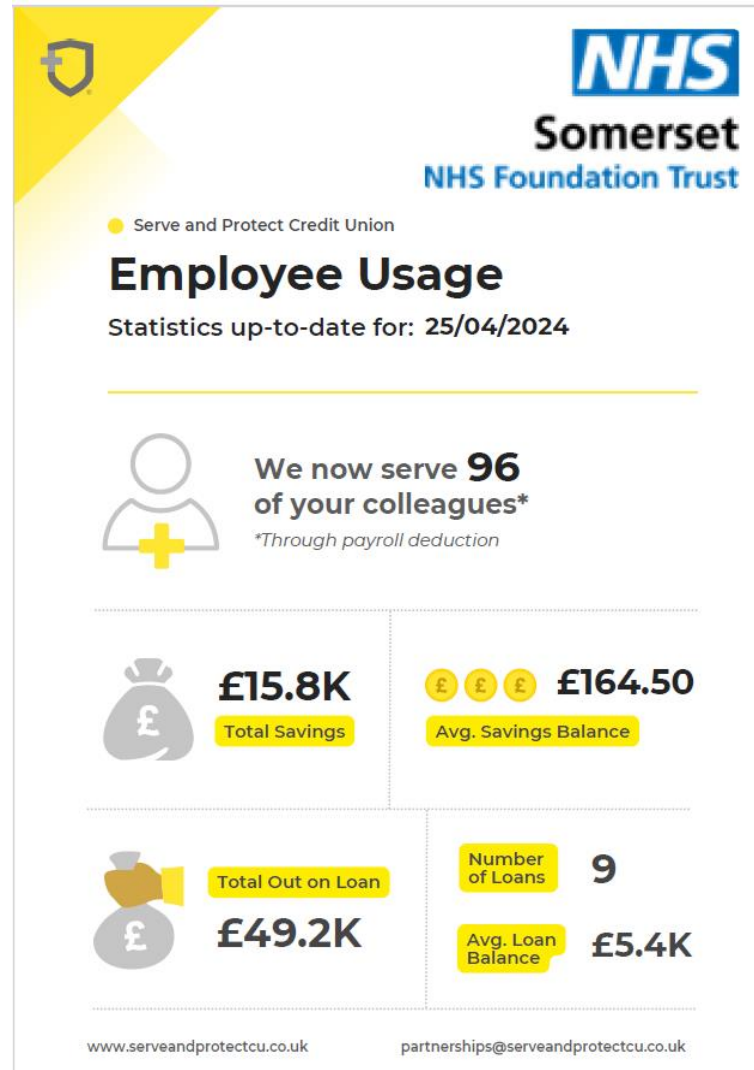 NHS
Somerset
NHS Foundation Trust
Serve and Protect Credit Union
Employee Usage
Statistics up-to-date for: 25/04/2024
We now serve 96
of your colleagues*
*Through payroll deduction
£
£15.8K
Total Savings
£ £ £ £164.50
Avg. Savings Balance
£
Total Out on Loan
£49.2K
Number
of Loans
9
Avg. Loan
Balance
£5.4K
www.serveandprotectcu.co.uk
partnerships@serveandprotectcu.co.uk